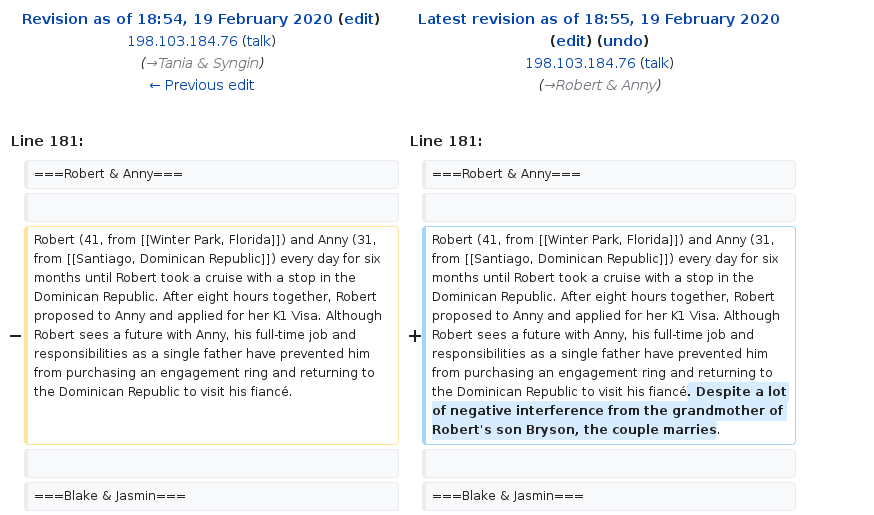 Revision as of 18:54, 19 February 2020 (edit)
198.103.184.76 (talk)
(→Tania & Syngin)
← Previous edit
Latest revision as of 18:55, 19 February 2020
(edit) (undo)
198.103.184.76 (talk)
(→Robert & Anny)
Line 181:
Line 181:
===Robert & Anny===
===Robert & Anny===
−
Robert (41, from [[Winter Park, Florida]]) and Anny (31,
from [[Santiago, Dominican Republic]]) every day for six
months until Robert took a cruise with a stop in the
Dominican Republic. After eight hours together, Robert
proposed to Anny and applied for her K1 Visa. Although
Robert sees a future with Anny, his full-time job and
responsibilities as a single father have prevented him
from purchasing an engagement ring and returning to
the Dominican Republic to visit his fiancé.
+
Robert (41, from [[Winter Park, Florida]]) and Anny (31,
from [[Santiago, Dominican Republic]]) every day for six
months until Robert took a cruise with a stop in the
Dominican Republic. After eight hours together, Robert
proposed to Anny and applied for her K1 Visa. Although
Robert sees a future with Anny, his full-time job and
responsibilities as a single father have prevented him
from purchasing an engagement ring and returning to
the Dominican Republic to visit his fiancé. Despite a lot
of negative interference from the grandmother of
Robert's son Bryson, the couple marries.
===Blake & Jasmin===
===Blake & Jasmin===